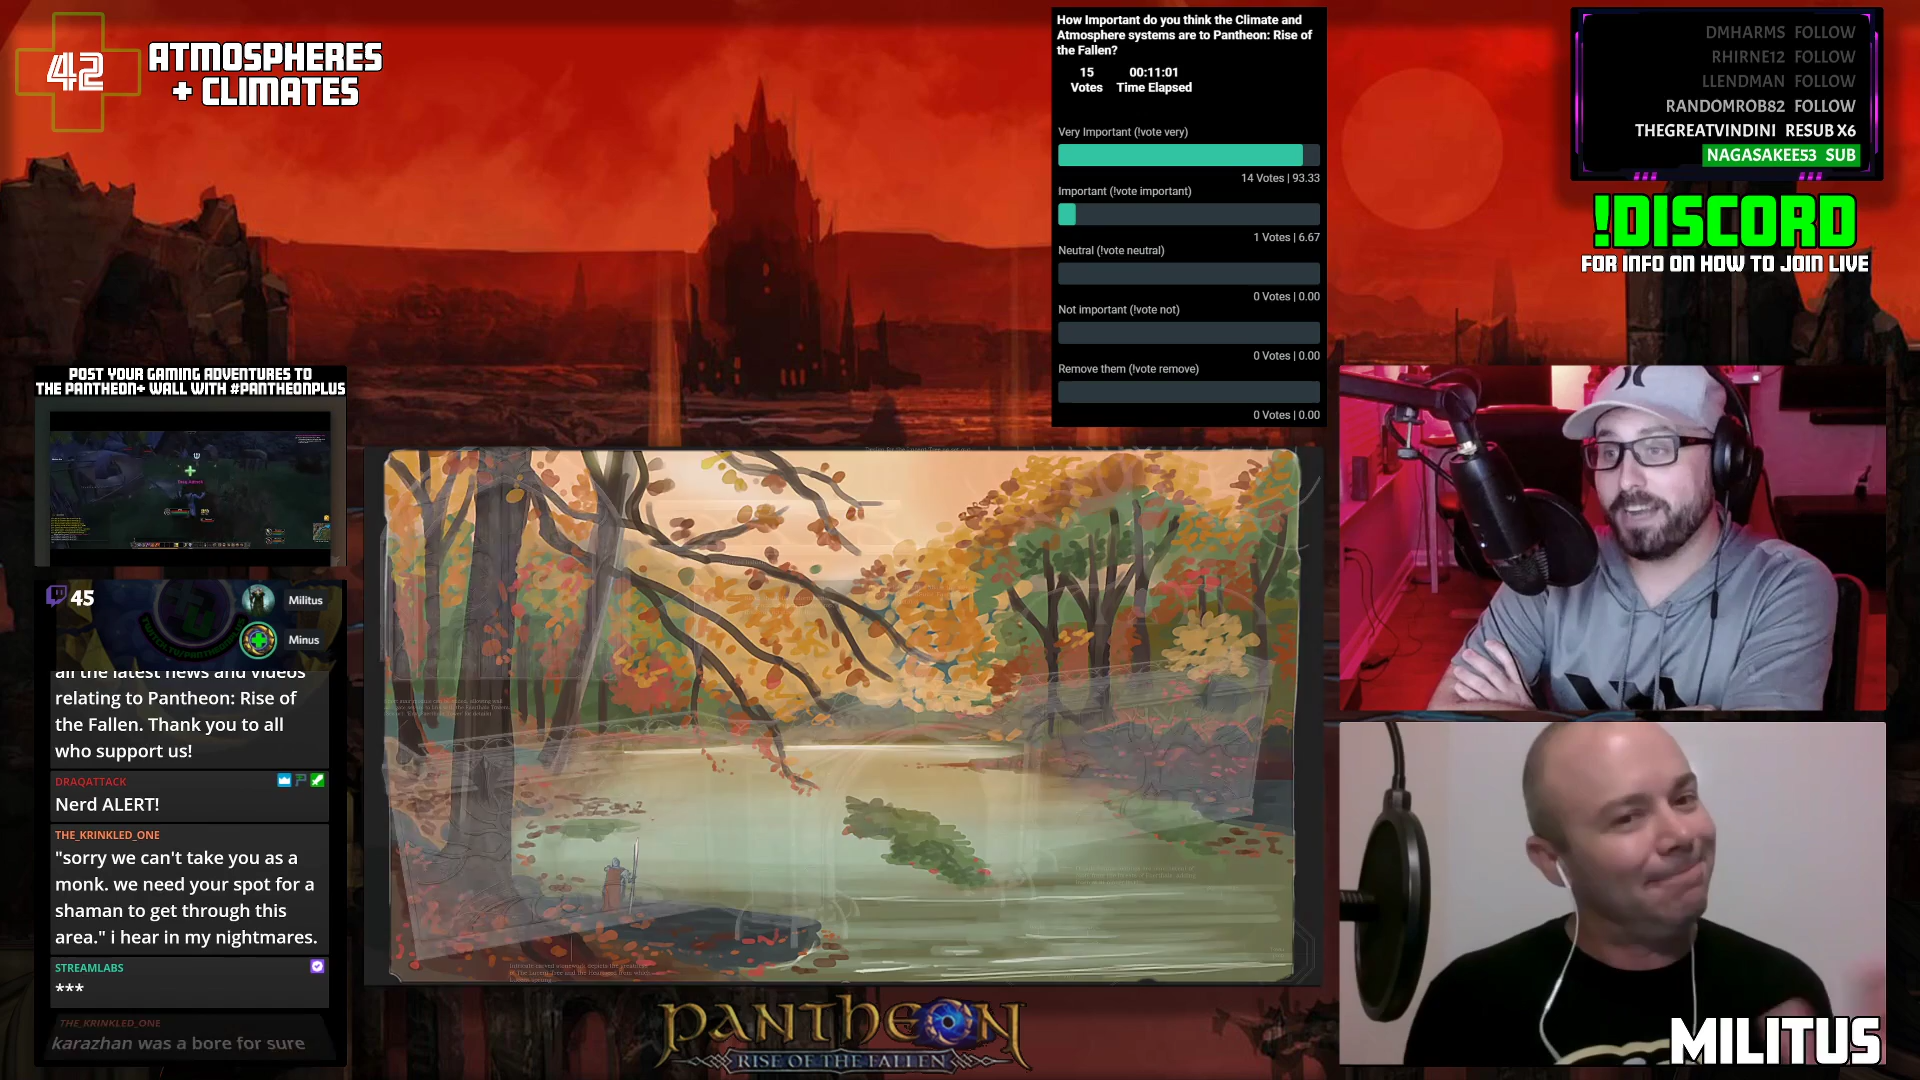 42
ATMOSPHERES
+ CLIMATES
How Important do you think the Climate and
Atmosphere systems are to Pantheon: Rise of
the Fallen?
15 00:11:01
Votes Time Elapsed
Very Important (!vote very)
14 Votes | 93.33
Important (!vote important)
1 Votes | 6.67
Neutral (!vote neutral)
0 Votes | 0.00
Not important (!vote not)
0 Votes | 0.00
Remove them (!vote remove)
0 Votes | 0.00
DMHARMS FOLLOW
RHIRNE12 FOLLOW
LLENDMAN FOLLOW
RANDOMROB82 FOLLOW
THEGREATVINDINI RESUB X6
NAGASAKEE53 SUB
!DISCORD
FOR INFO ON HOW TO JOIN LIVE
POST YOUR GAMING ADVENTURES TO
THE PANTHEON+ WALL WITH #PANTHEONPLUS
45
Militus
Minus
all the latest news and videos
relating to Pantheon: Rise of
the Fallen. Thank you to all
who support us!
DRAQATTACK
Nerd ALERT!
THE_KRINKLED_ONE
"sorry we can't take you as a
monk. we need your spot for a
shaman to get through this
area." i hear in my nightmares.
STREAMLABS
***
THE_KRINKLED_ONE
karazhan was a bore for sure
PANTHEON
RISE OF THE FALLEN
MILITUS